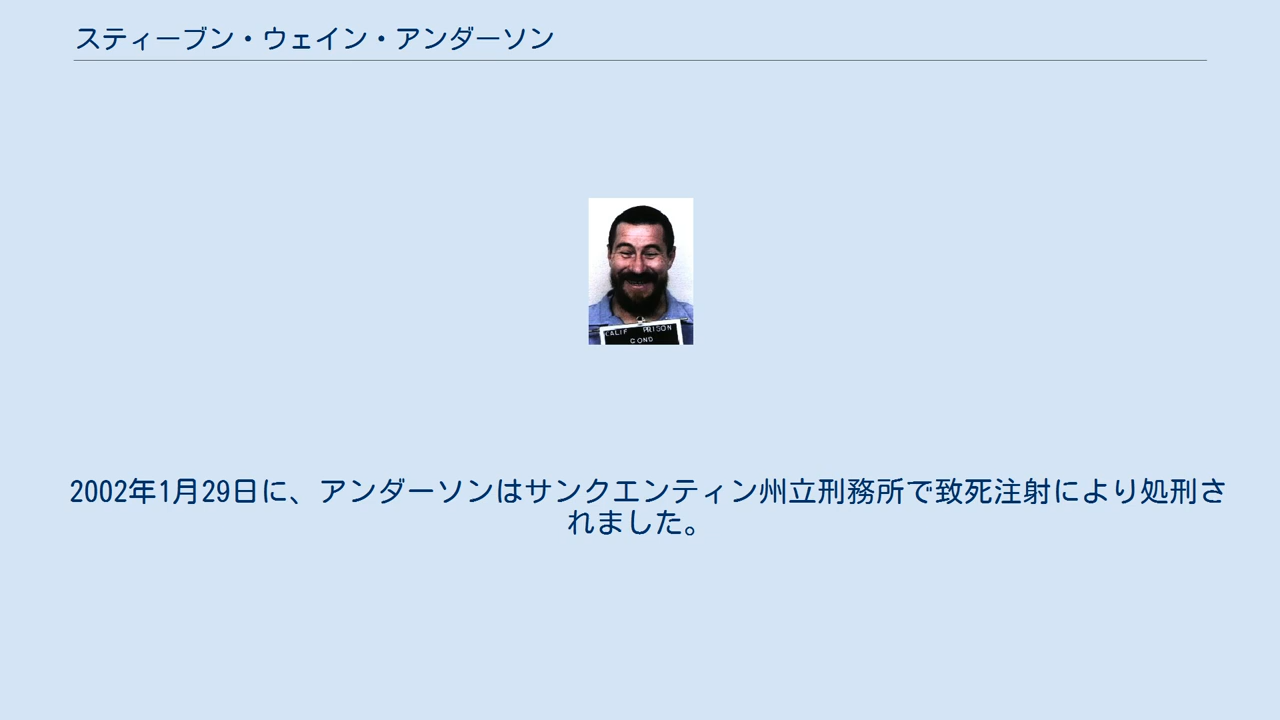 スティーブン・ウェイン・アンダーソン
CALIF PRISON
COND
2002年1月29日に、アンダーソンはサンクエンティン州立刑務所で致死注射により処刑さ
れました。